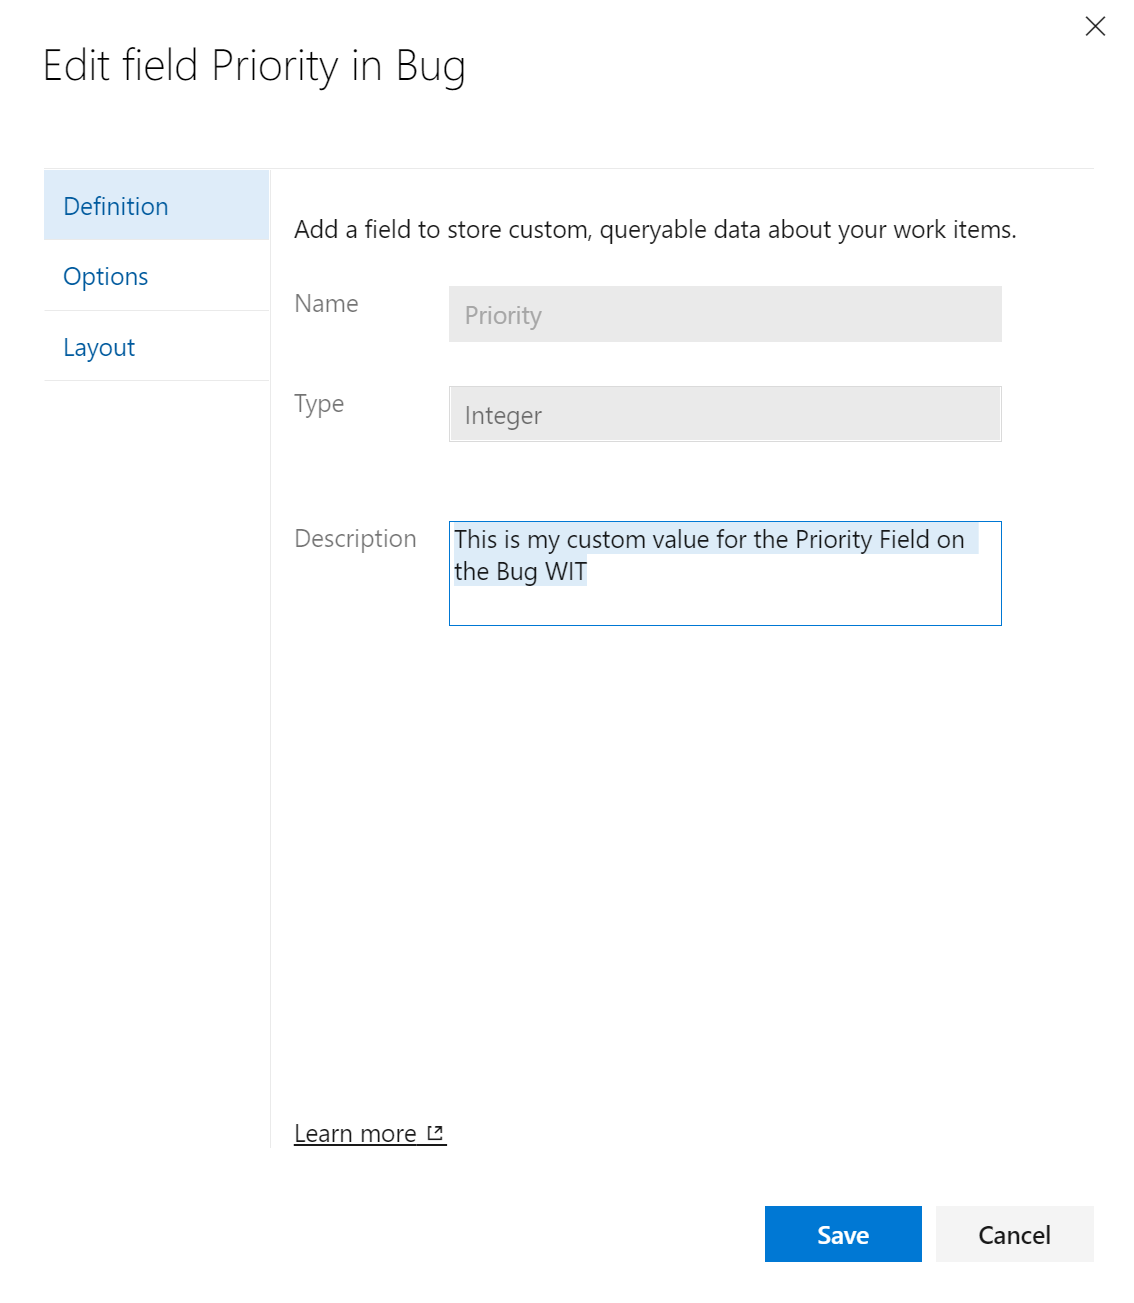 Edit field Priority in Bug
Definition
Options
Layout
Add a field to store custom, queryable data about your work items.
Name
Priority
Type
Integer
Description
This is my custom value for the Priority Field on
the Bug WIT
Learn more
Save
Cancel